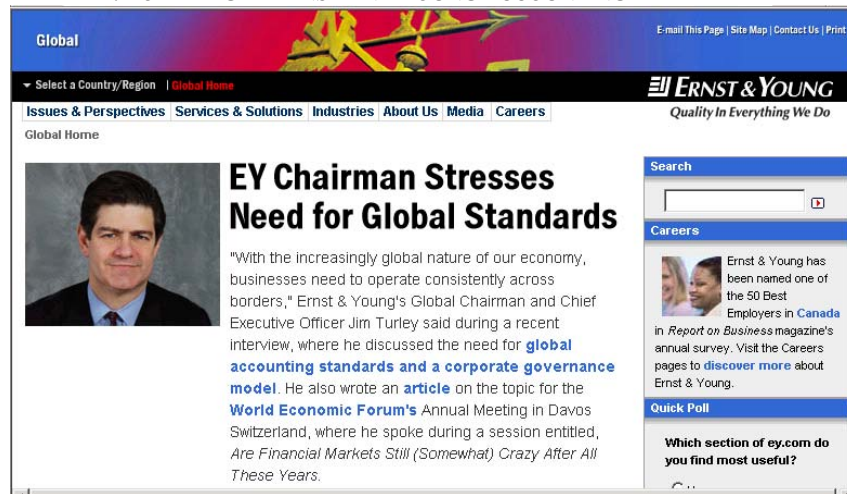 Global
E-mail This Page | Site Map | Contact Us | Print
Select a Country/Region | Global Home
ERNST & YOUNG
Quality In Everything We Do
Issues & Perspectives Services & Solutions Industries About Us Media Careers
Global Home
EY Chairman Stresses
Need for Global Standards
"With the increasingly global nature of our economy,
businesses need to operate consistently across
borders," Ernst & Young's Global Chairman and Chief
Executive Officer Jim Turley said during a recent
interview, where he discussed the need for global
accounting standards and a corporate governance
model. He also wrote an article on the topic for the
World Economic Forum's Annual Meeting in Davos
Switzerland, where he spoke during a session entitled,
Are Financial Markets Still (Somewhat) Crazy After All
These Years.
Search
Careers
Ernst & Young has
been named one of
the 50 Best
Employers in Canada
in Report on Business magazine's
annual survey. Visit the Careers
pages to discover more about
Ernst & Young.
Quick Poll
Which section of ey.com do
you find most useful?